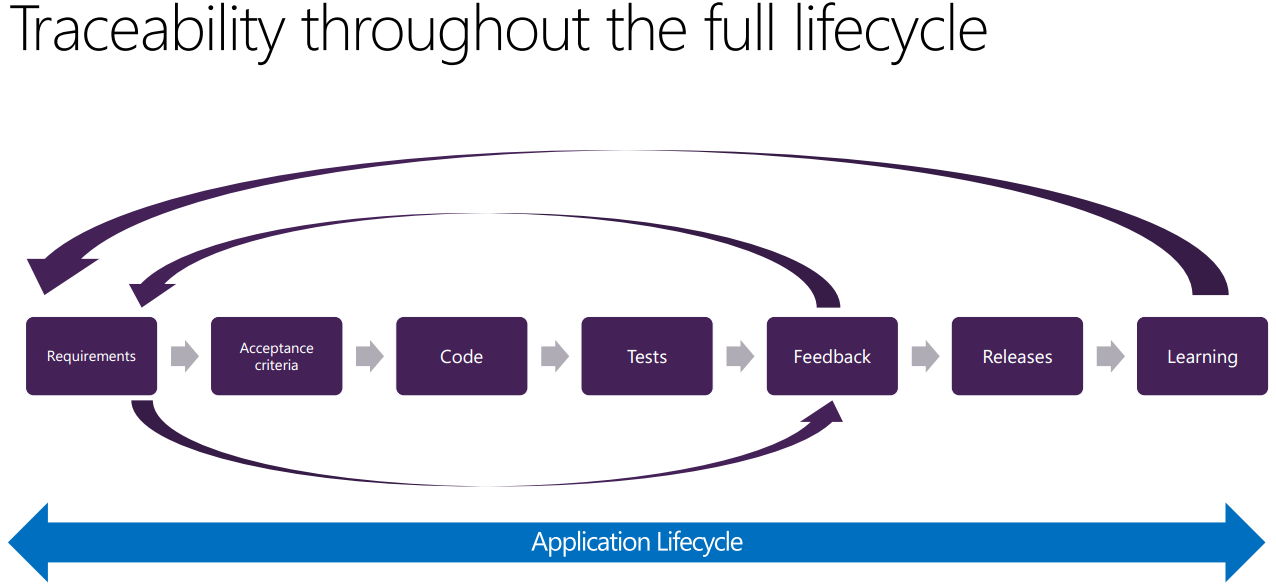 Traceability throughout the full lifecycle
Requirements
Acceptance
criteria
Code
Tests
Feedback
Releases
Learning
Application Lifecycle